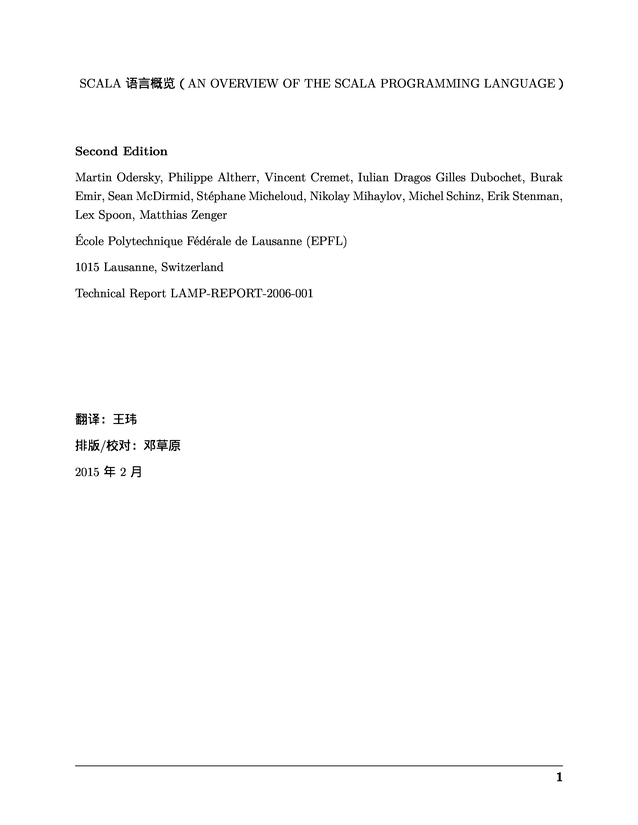 SCALA 语言概览（AN OVERVIEW OF THE SCALA PROGRAMMING LANGUAGE）
Second Edition
Martin Odersky, Philippe Altherr, Vincent Cremet, Iulian Dragos Gilles Dubochet, Burak
Emir, Sean McDirmid, Stéphane Micheloud, Nikolay Mihaylov, Michel Schinz, Erik Stenman,
Lex Spoon, Matthias Zenger
École Polytechnique Fédérale de Lausanne (EPFL)
1015 Lausanne, Switzerland
Technical Report LAMP-REPORT-2006-001
翻译：王玮
排版/校对：邓草原
2015 年 2 月
1